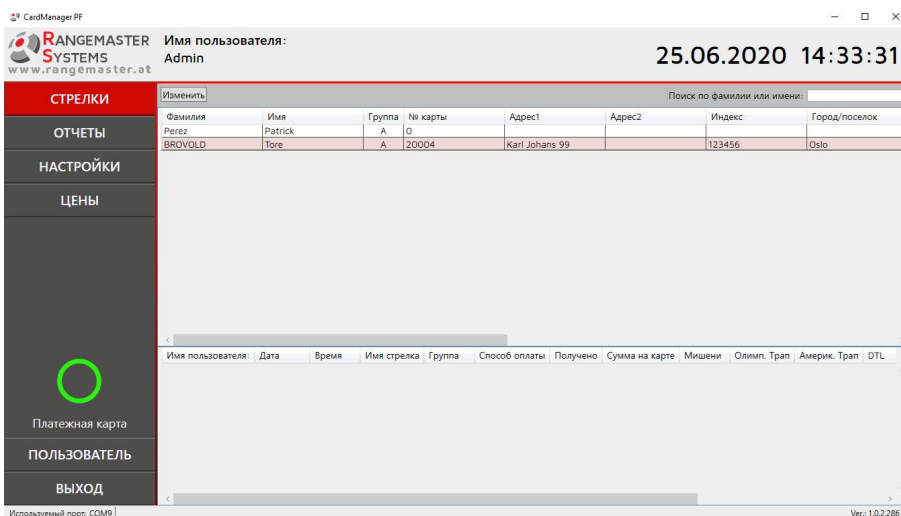 CardManager PF
RANGEMASTER
SYSTEMS
www.rangemaster.at
Имя пользователя:
Admin
25.06.2020 14:33:31
СТРЕЛКИ
ОТЧЕТЫ
НАСТРОЙКИ
ЦЕНЫ
Платежная карта
ПОЛЬЗОВАТЕЛЬ
ВЫХОД
Изменить
Поиск по фамилии или имени:
Фамилия Имя Группа № карты Адрес1 Адрес2 Индекс Город/поселок
Perez Patrick A 0
BROVOLD Tore A 20004 Karl Johans 99 123456 Oslo
Имя пользователя: Дата Время Имя стрелка Группа Способ оплаты Получено Сумма на карте Мишени Олимп. Трап Америк. Трап DTL
Используемый порт: COM9
Ver.: 1.0.2.286